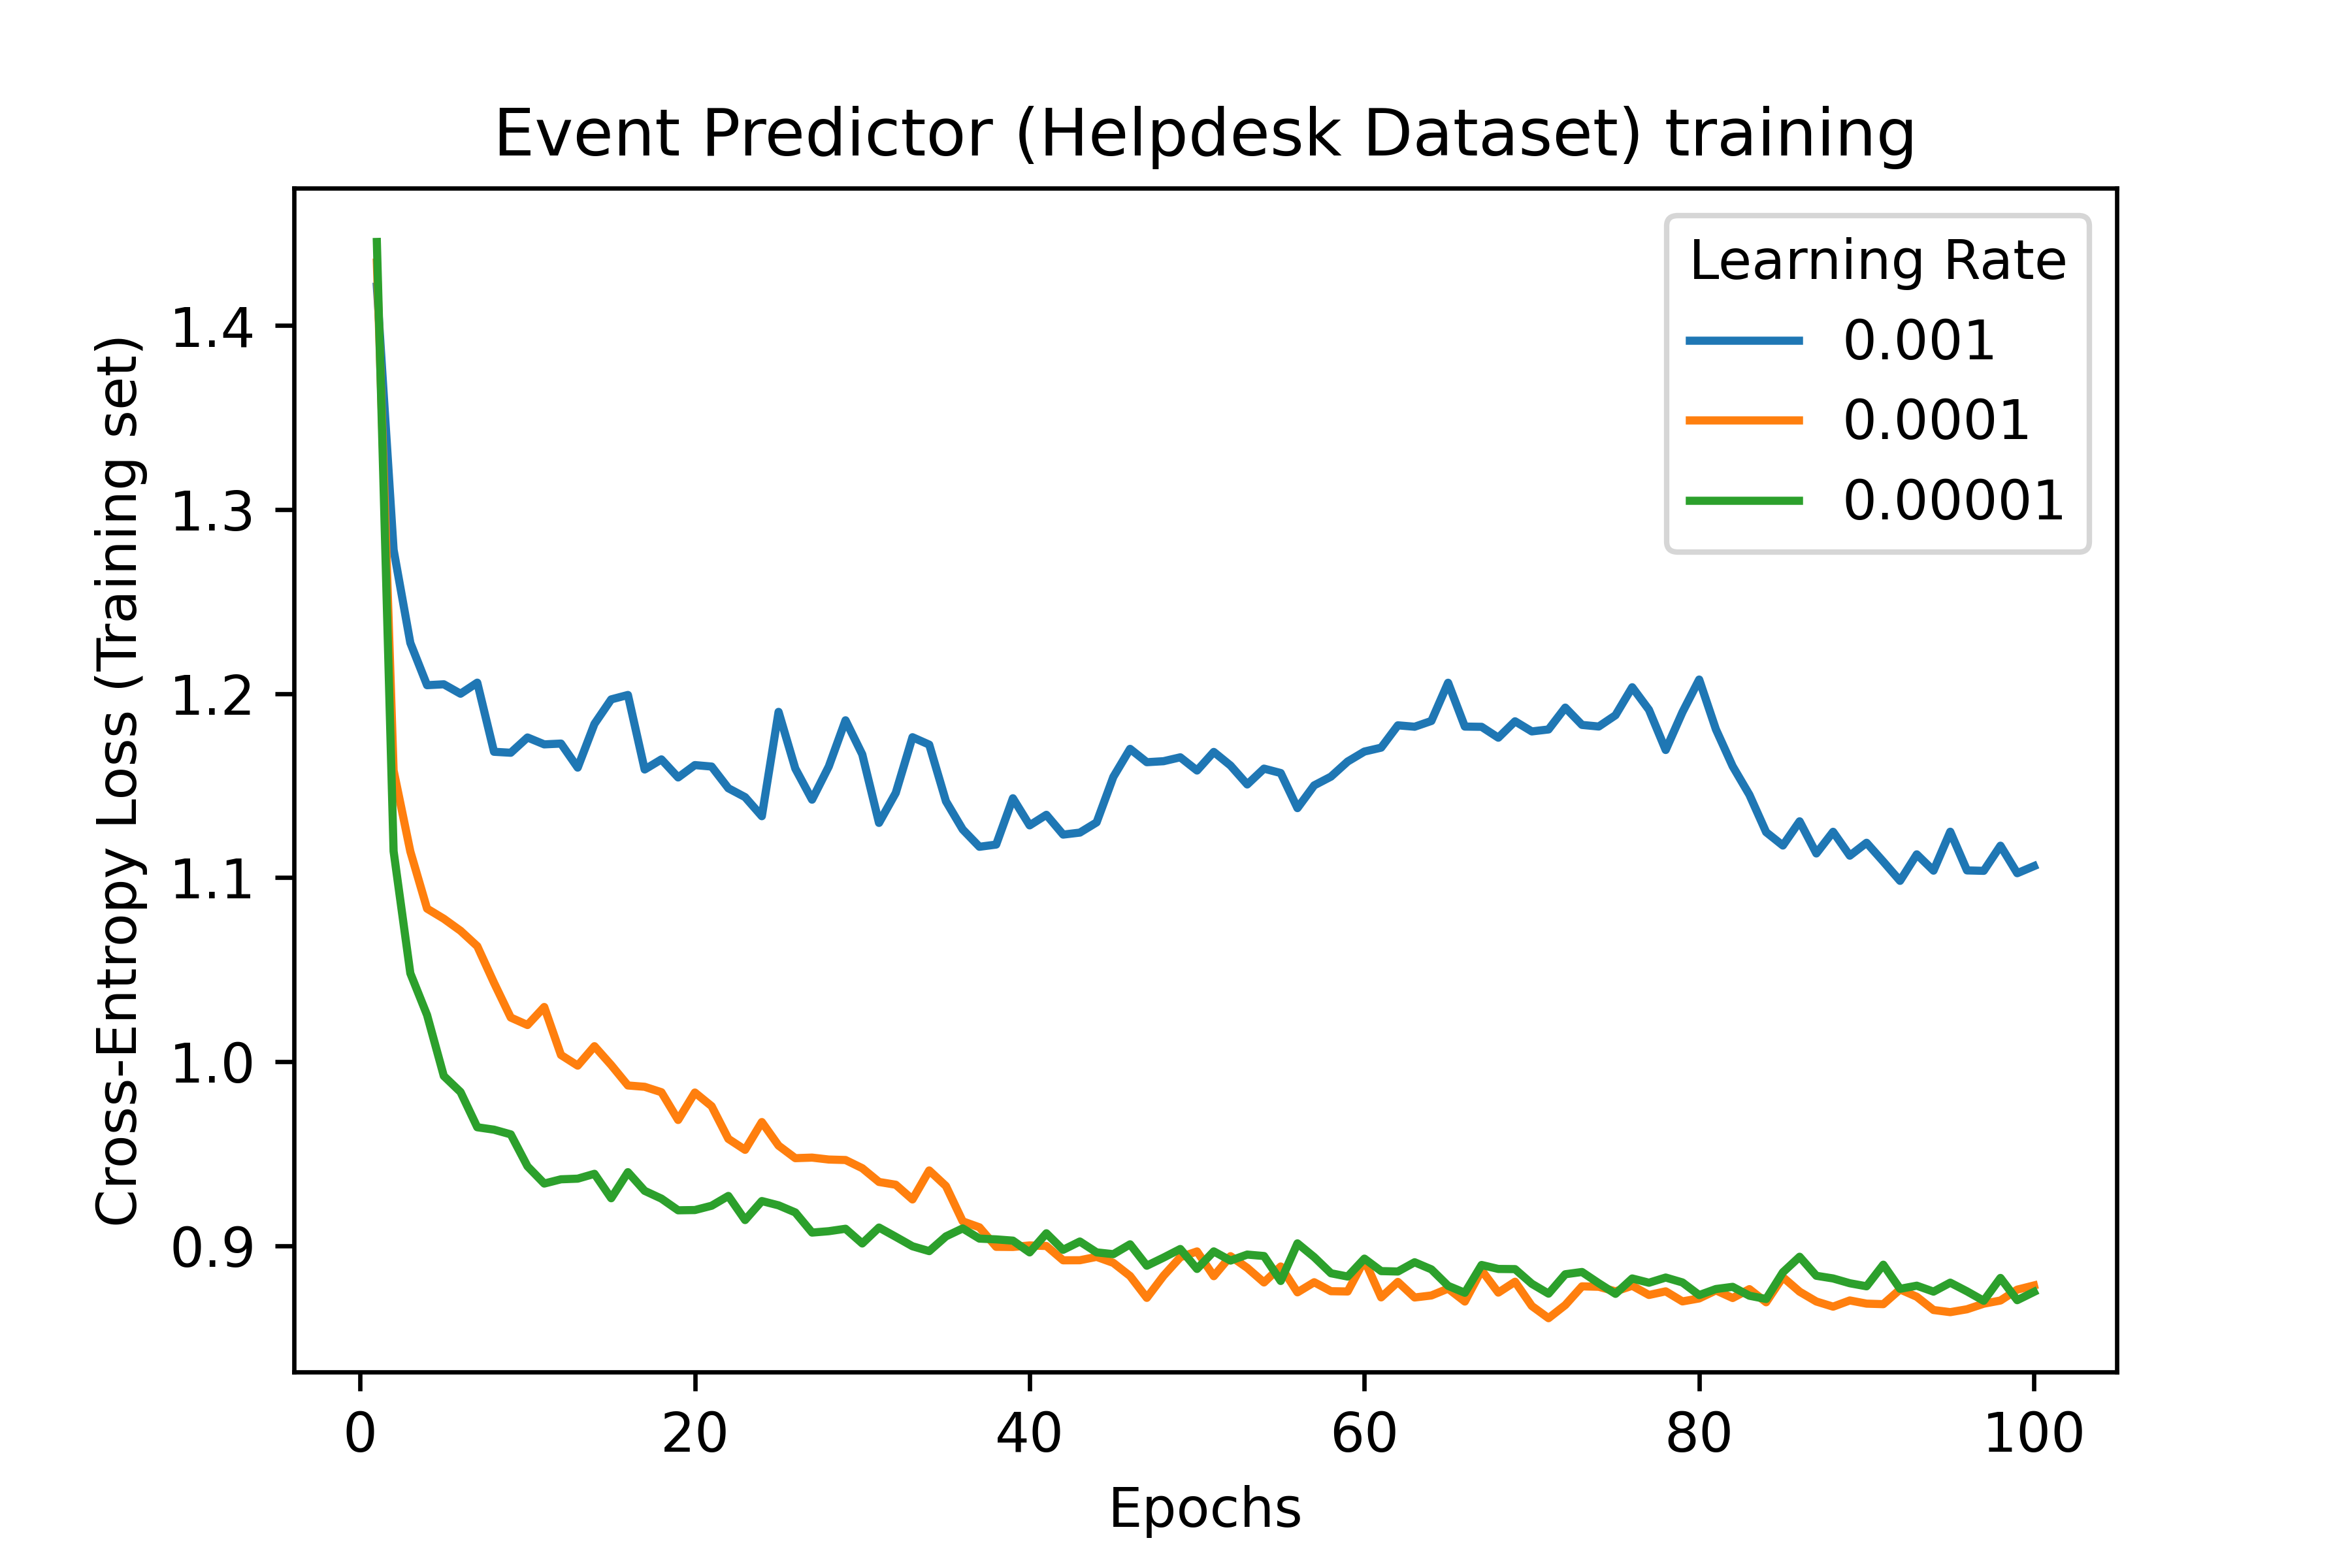 Event Predictor (Helpdesk Dataset) training
Cross-Entropy Loss (Training set)
1.4
1.3
1.2
1.1
1.0
0.9
Learning Rate
0.001
0.0001
0.00001
0 20 40 60 80 100
Epochs